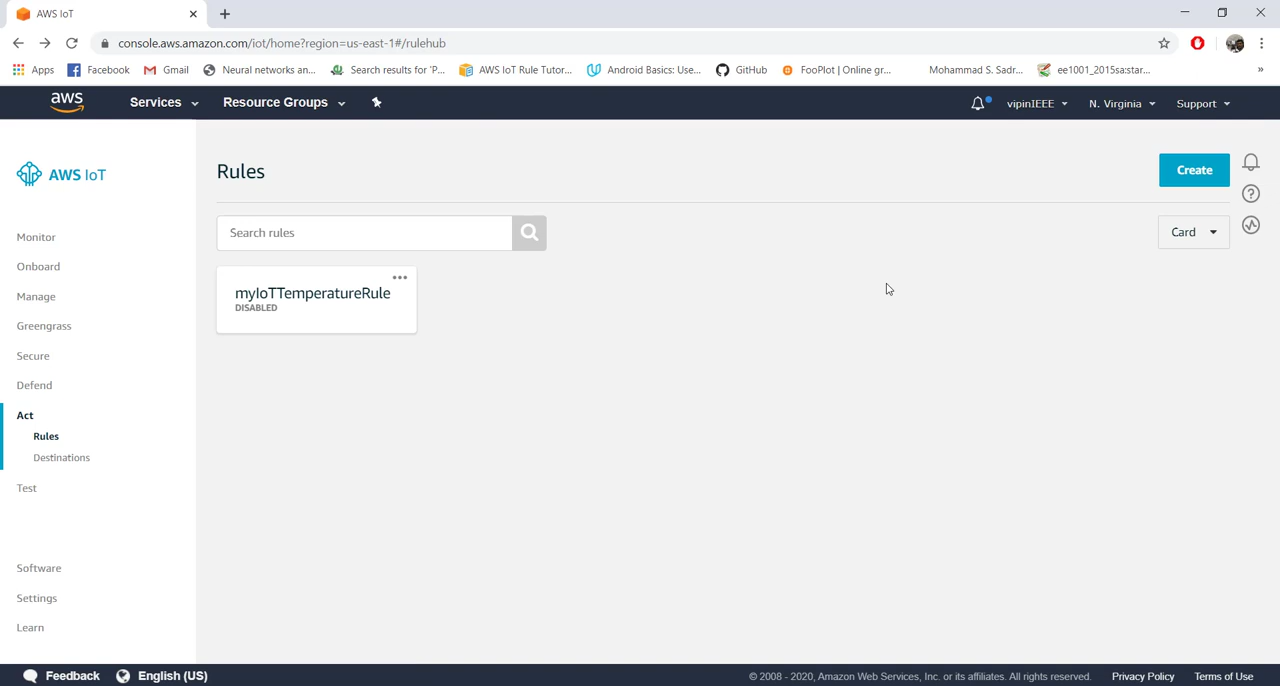 AWS IoT
console.aws.amazon.com/iot/home?region=us-east-1#/rulehub
Apps Facebook Gmail Neural networks an... Search results for 'P... AWS IoT Rule Tutor... Android Basics: Use... GitHub FooPlot | Online gr... Mohammad S. Sadr... ee1001_2015sa:star... »
aws Services Resource Groups vipinIEEE N. Virginia Support
AWS IoT
Monitor
Onboard
Manage
Greengrass
Secure
Defend
Act
Rules
Destinations
Test
Software
Settings
Learn
Rules
Create
Search rules
Card
myIoTTemperatureRule
DISABLED
Feedback English (US) © 2008 - 2020, Amazon Web Services, Inc. or its affiliates. All rights reserved. Privacy Policy Terms of Use